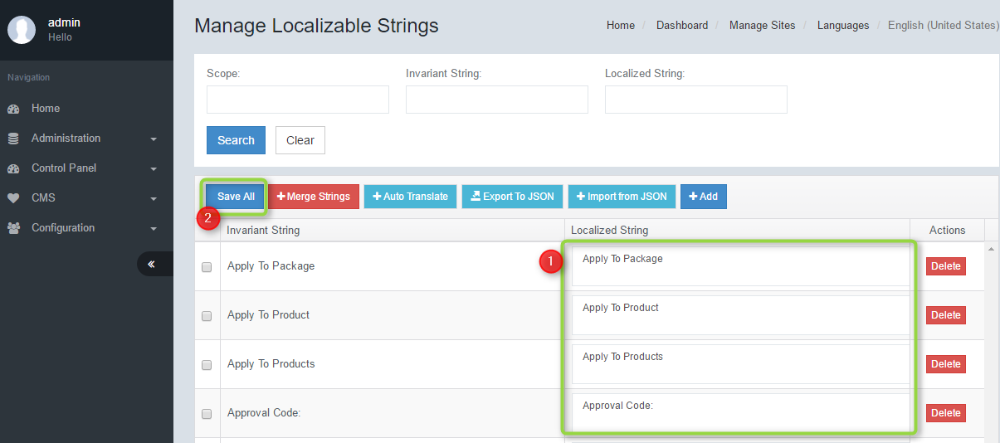 admin
Hello
Navigation
Home
Administration
Control Panel
CMS
Configuration
Manage Localizable Strings
Home / Dashboard / Manage Sites / Languages / English (United States)
Scope: Invariant String: Localized String:
Search Clear
Save All Merge Strings Auto Translate Export To JSON Import from JSON Add
2
Invariant String Localized String Actions
1
Apply To Package Apply To Package Delete
Apply To Product Apply To Product Delete
Apply To Products Apply To Products Delete
Approval Code: Approval Code: Delete